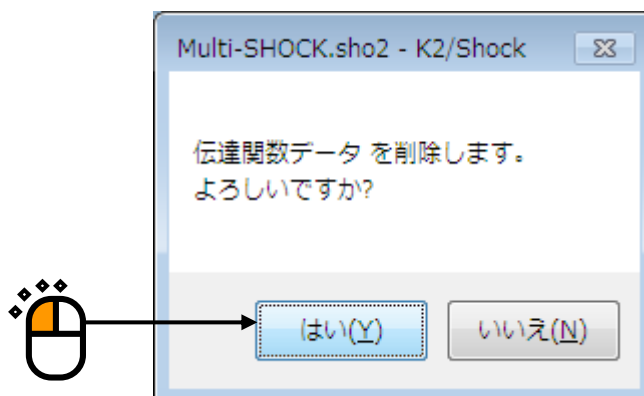 Multi-SHOCK.sho2 - K2/Shock
伝達関数データ を削除します。
よろしいですか?
はい(Y) いいえ(N)